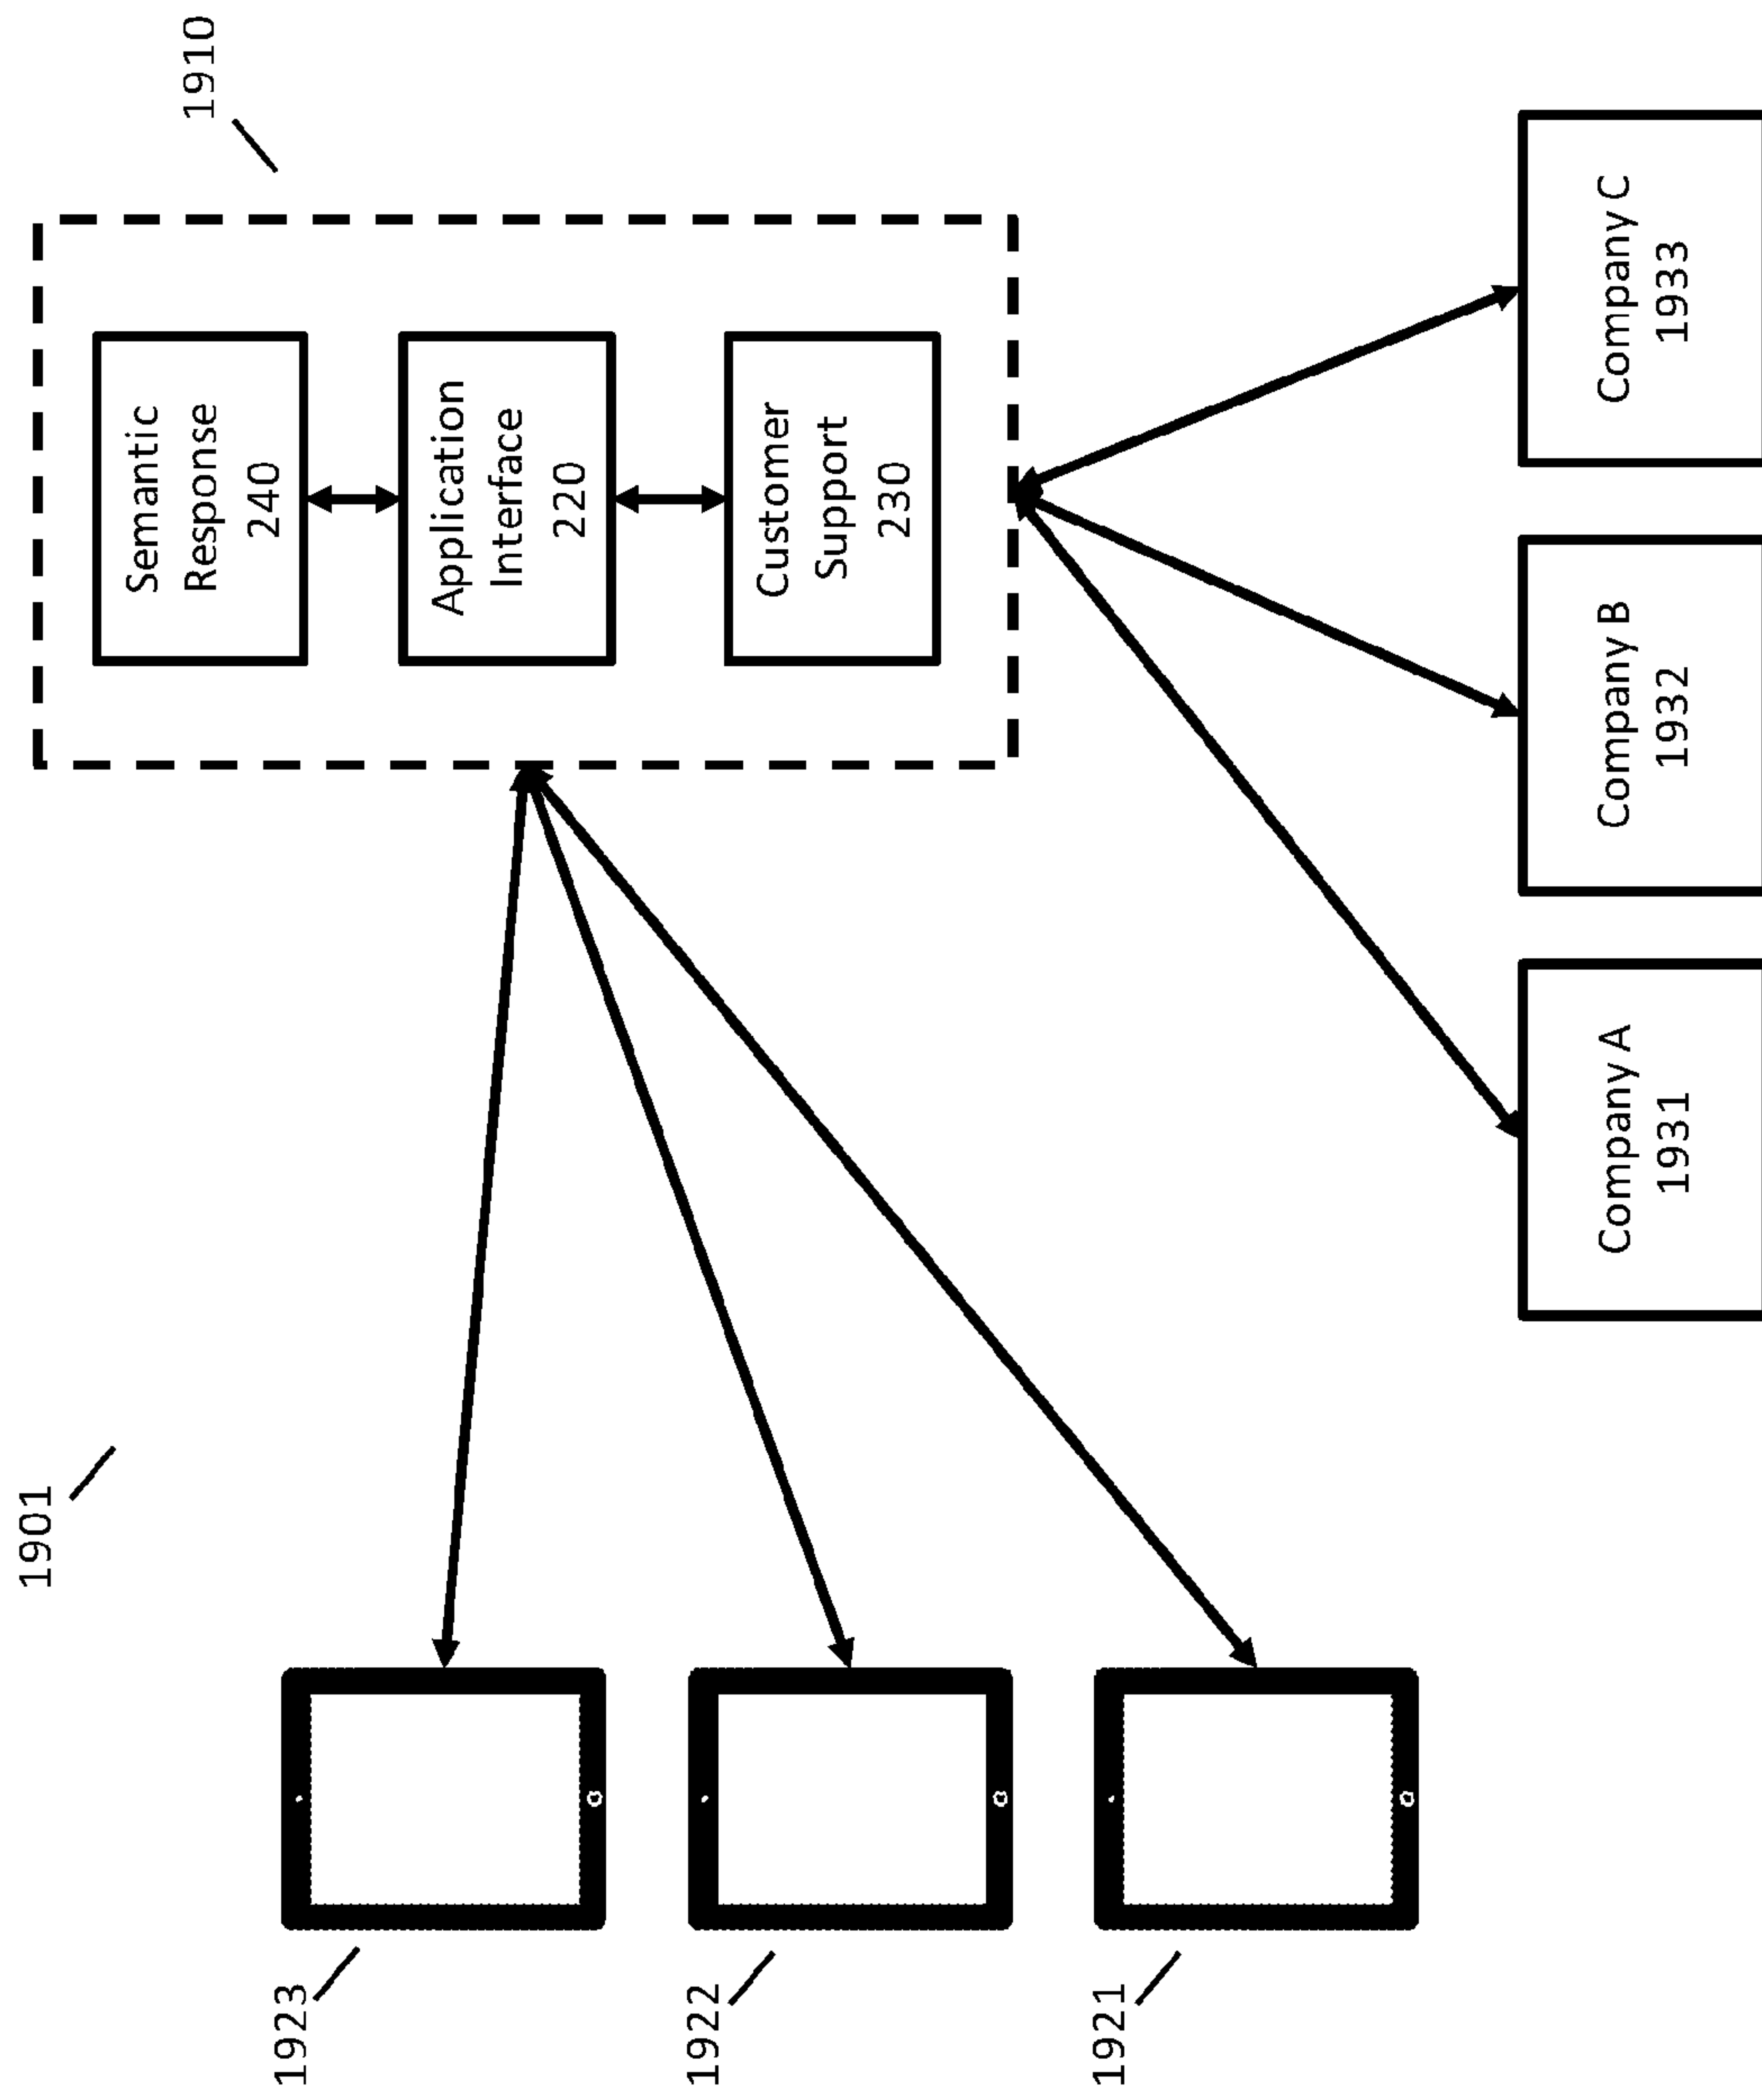 1901
1910
Semantic
Response
240
Application
Interface
220
Customer
Support
230
1923
1922
1921
Company A
1931
Company B
1932
Company C
1933